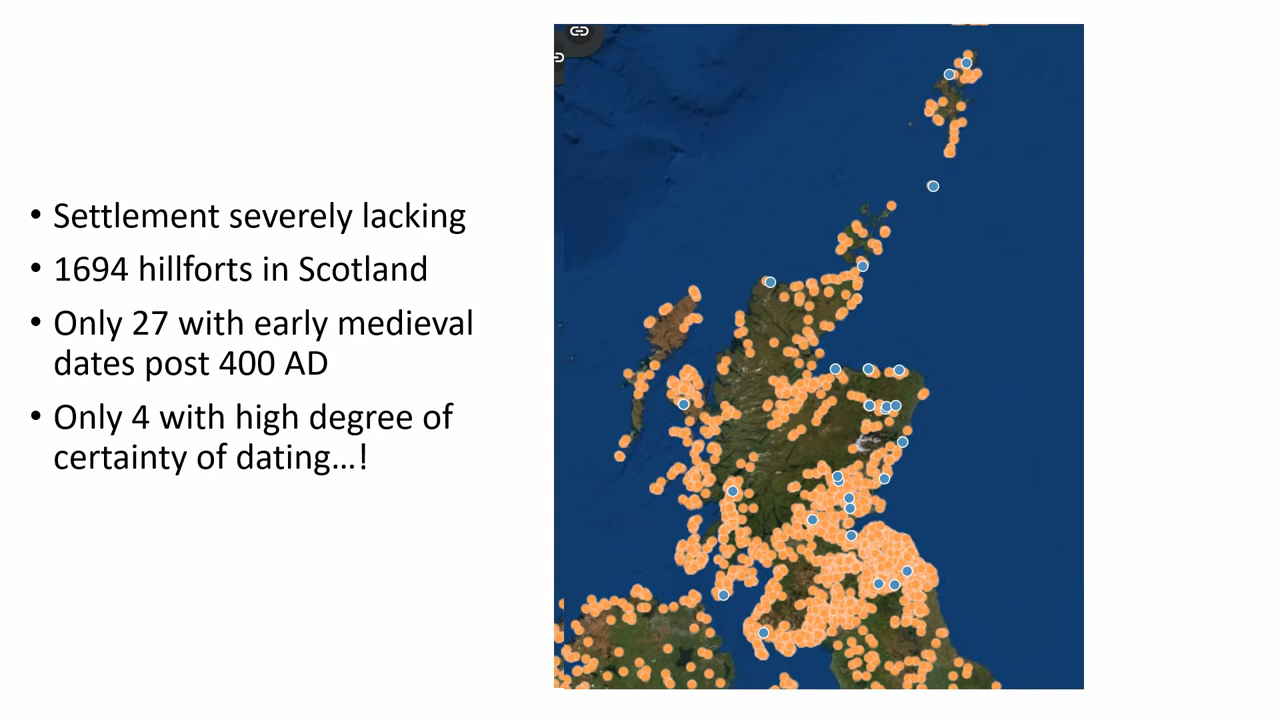 • Settlement severely lacking
• 1694 hillforts in Scotland
• Only 27 with early medieval
dates post 400 AD
• Only 4 with high degree of
certainty of dating…!